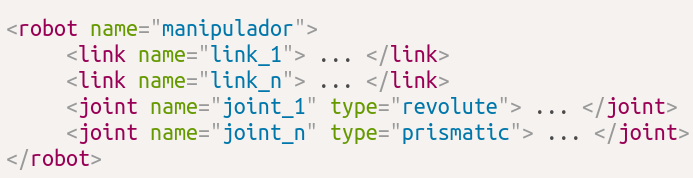 <robot name="manipulador">
<link name="link_1"> ... </link>
<link name="link_n"> ... </link>
<joint name="joint_1" type="revolute"> ... </joint>
<joint name="joint_n" type="prismatic"> ... </joint>
</robot>